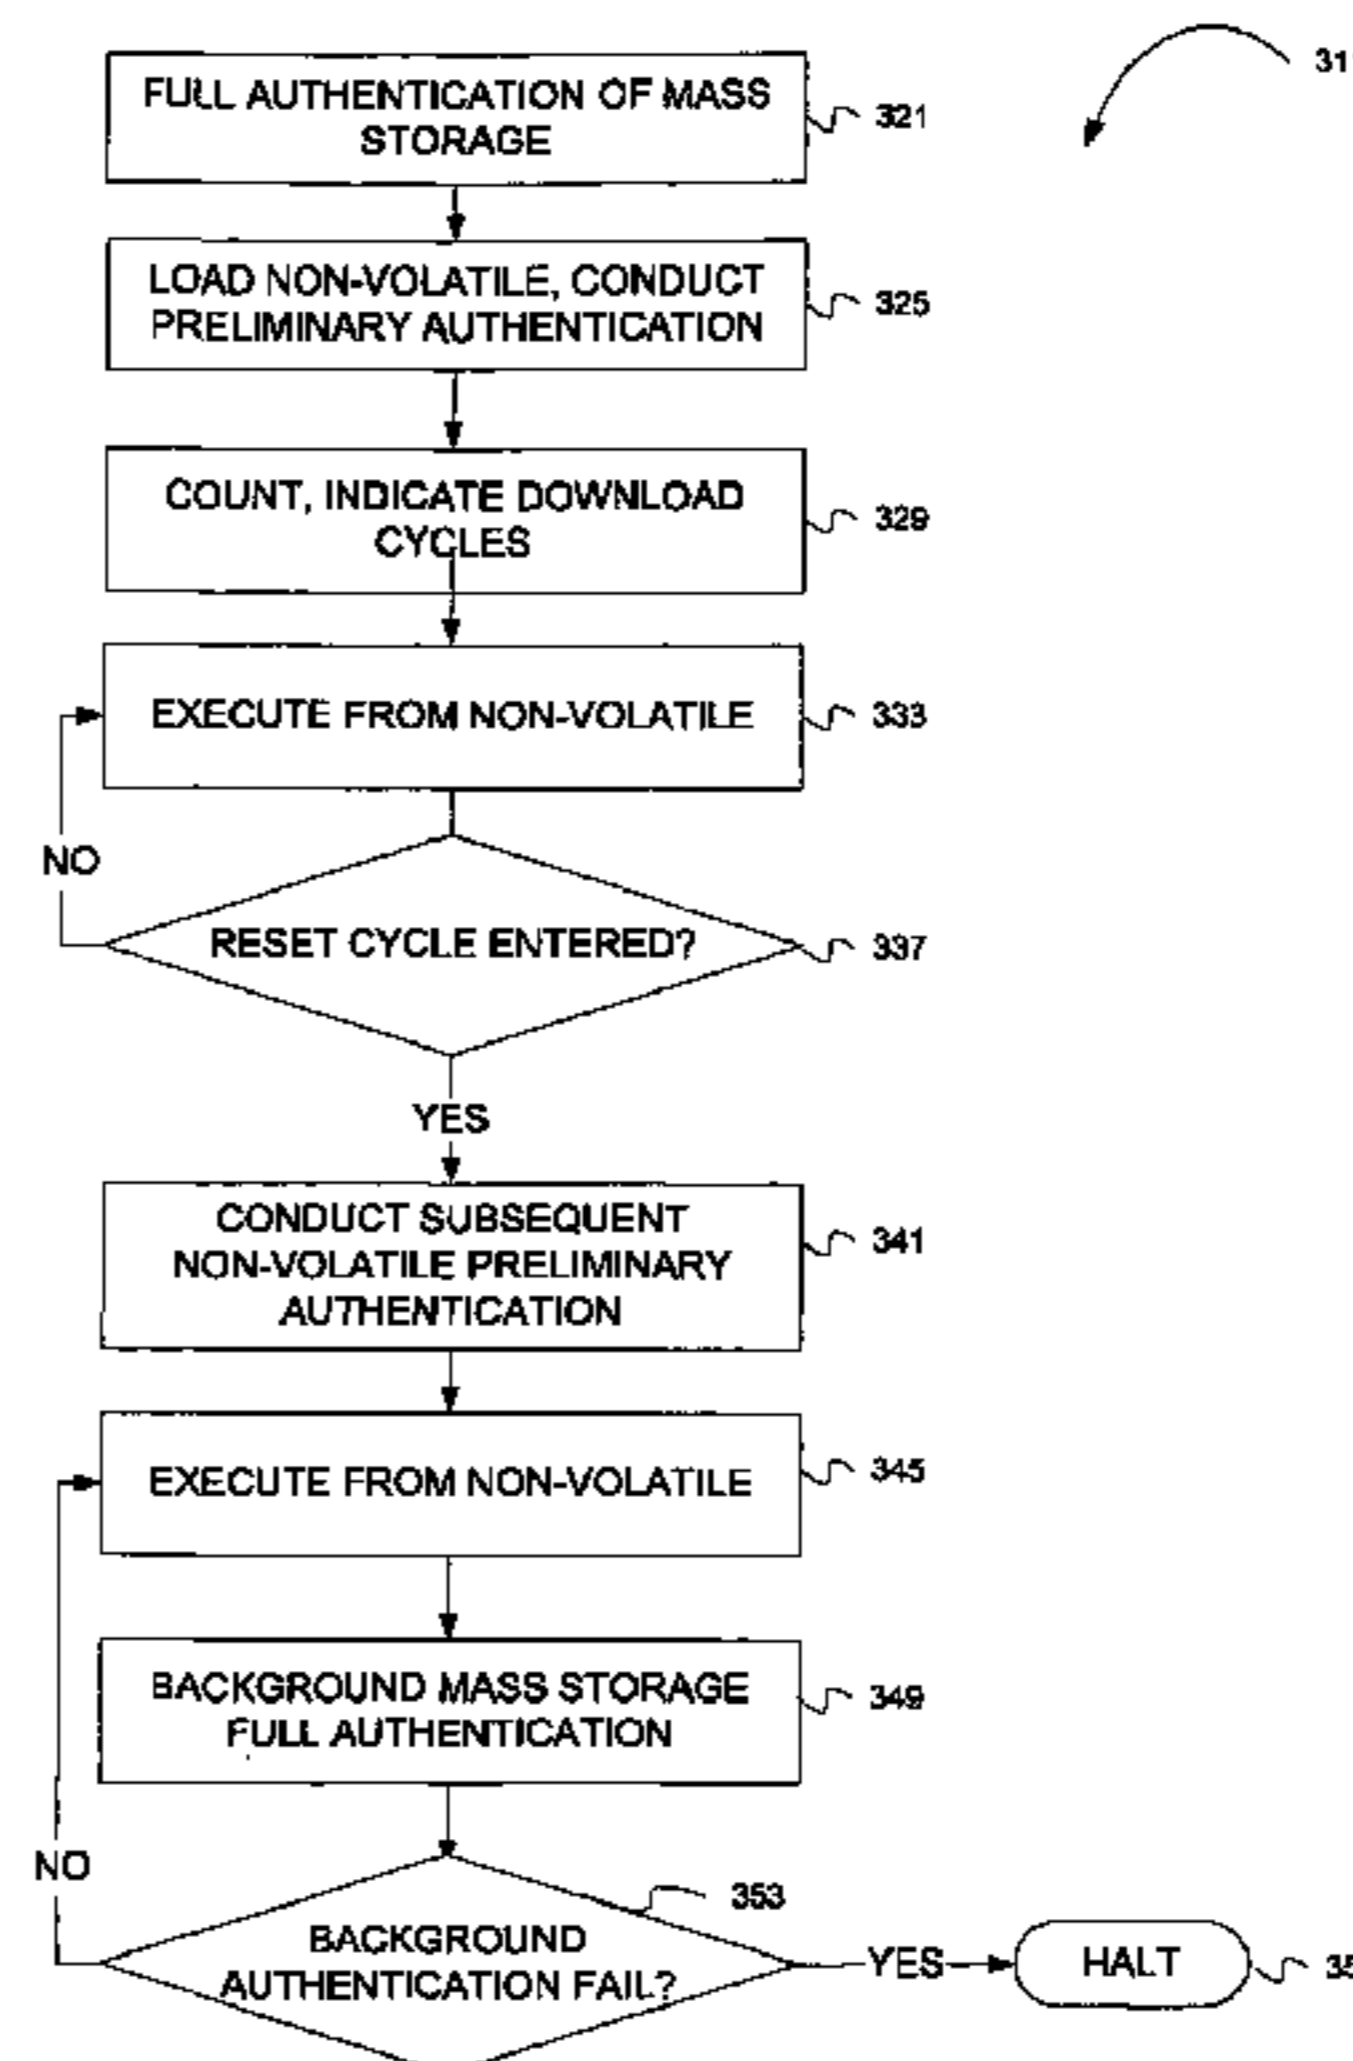 31
FULL AUTHENTICATION OF MASS
STORAGE
321
LOAD NON-VOLATILE, CONDUCT
PRELIMINARY AUTHENTICATION
325
COUNT, INDICATE DOWNLOAD
CYCLES
329
EXECUTE FROM NON-VOLATILE
333
NO
RESET CYCLE ENTERED?
337
YES
CONDUCT SUBSEQUENT
NON-VOLATILE PRELIMINARY
AUTHENTICATION
341
EXECUTE FROM NON-VOLATILE
345
BACKGROUND MASS STORAGE
FULL AUTHENTICATION
349
NO
353
BACKGROUND
AUTHENTICATION FAIL?
YES
HALT
35